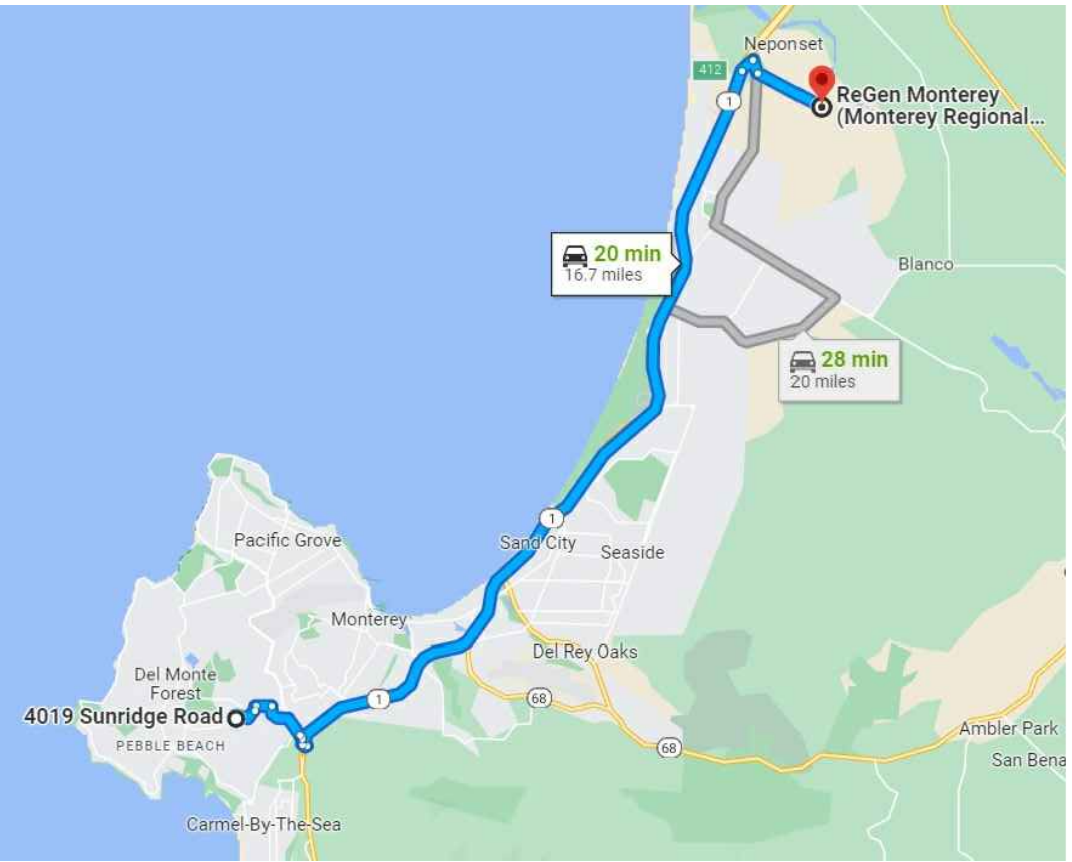 Neponset
412
1
ReGen Monterey
(Monterey Regional...
20 min
16.7 miles
Blanco
28 min
20 miles
1
Sand City
Seaside
Pacific Grove
Monterey
Del Rey Oaks
Del Monte
Forest
68
1
4019 Sunridge Road
PEBBLE BEACH
68
Ambler Park
San Bena
Carmel-By-The-Sea